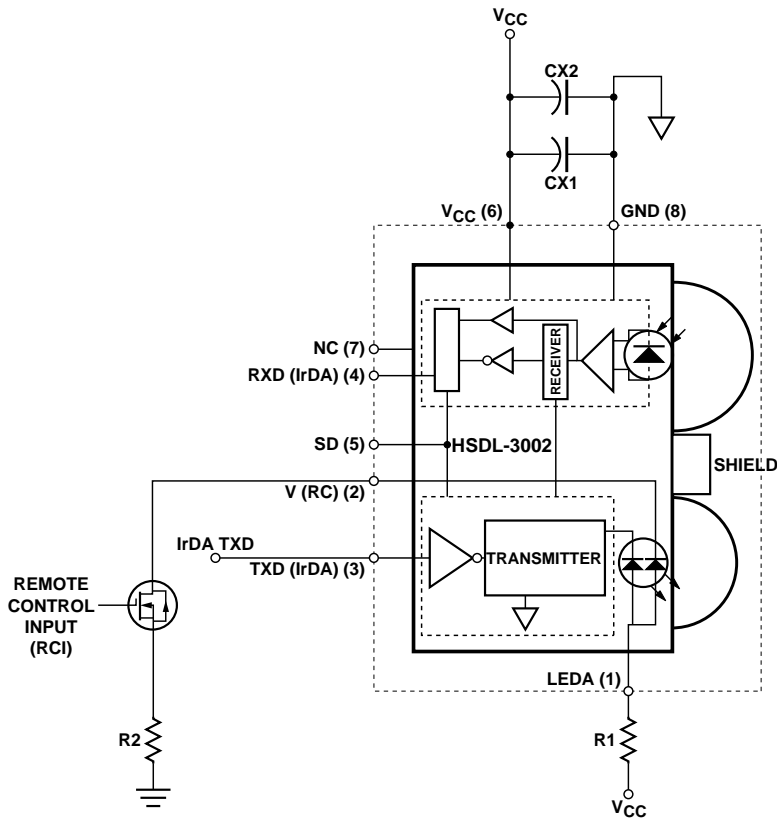 VCC
CX2
CX1
VCC (6)
GND (8)
NC (7)
RXD (IrDA) (4)
RECEIVER
SD (5)
HSDL-3002
SHIELD
V (RC) (2)
IrDA TXD
TXD (IrDA) (3)
TRANSMITTER
REMOTE
CONTROL
INPUT
(RCI)
LEDA (1)
R2
R1
VCC